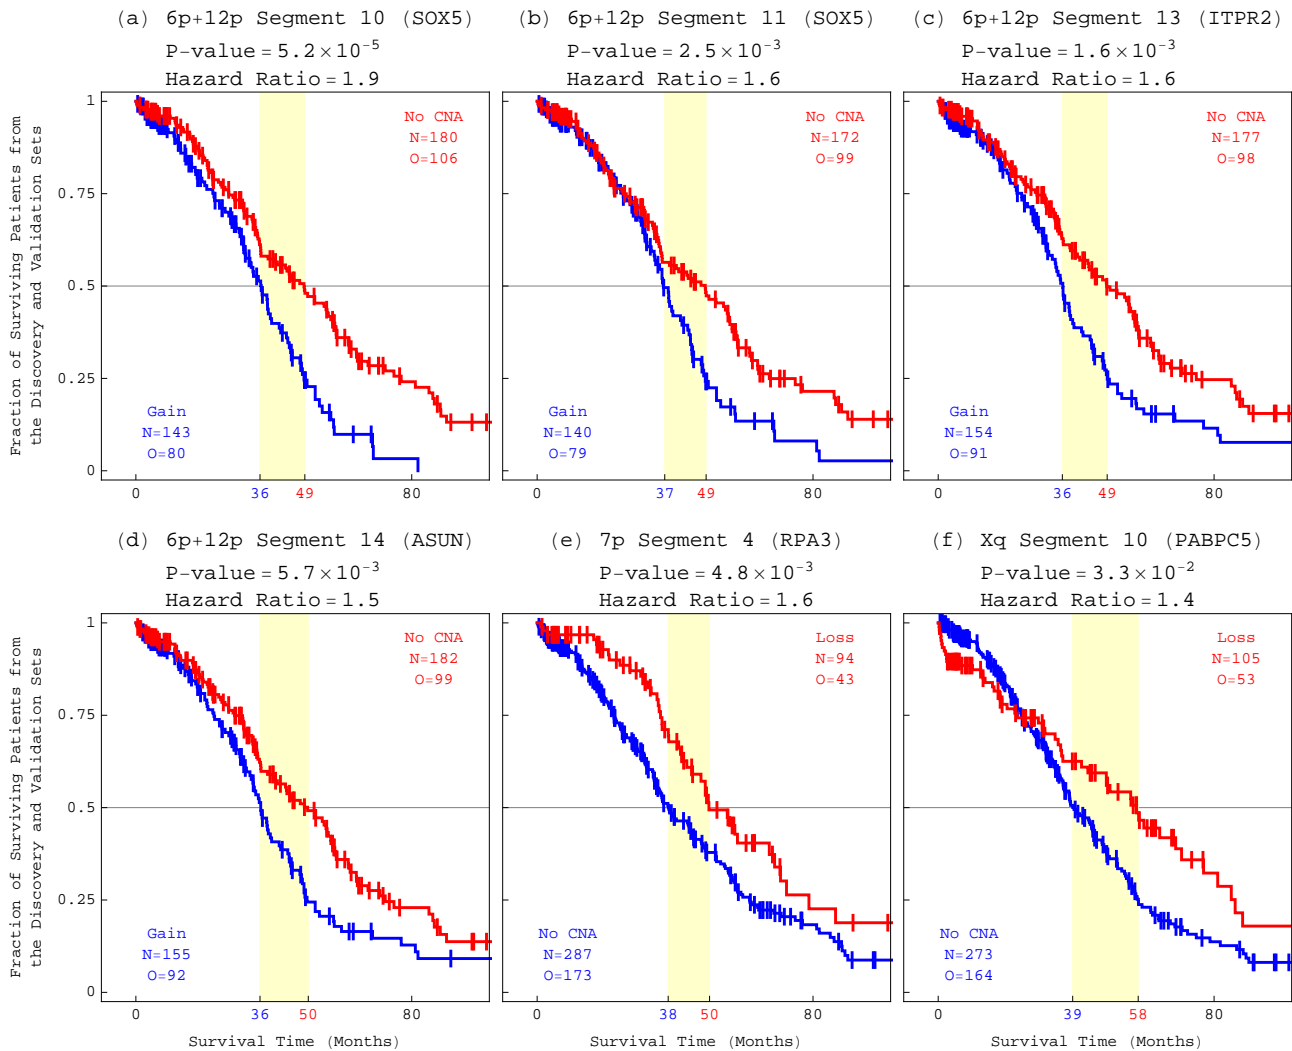 (a) 6p+12p Segment 10 (SOX5)
P-value = 5.2×10⁻⁵
Hazard Ratio = 1.9
(b) 6p+12p Segment 11 (SOX5)
P-value = 2.5×10⁻³
Hazard Ratio = 1.6
(c) 6p+12p Segment 13 (ITPR2)
P-value = 1.6×10⁻³
Hazard Ratio = 1.6
Fraction of Surviving Patients from
the Discovery and Validation Sets
1
0.75
0.5
0.25
0
No CNA
N=180
O=106
Gain
N=143
O=80
0
36
49
80
No CNA
N=172
O=99
Gain
N=140
O=79
0
37
49
80
No CNA
N=177
O=98
Gain
N=154
O=91
0
36
49
80
(d) 6p+12p Segment 14 (ASUN)
P-value = 5.7×10⁻³
Hazard Ratio = 1.5
(e) 7p Segment 4 (RPA3)
P-value = 4.8×10⁻³
Hazard Ratio = 1.6
(f) Xq Segment 10 (PABPC5)
P-value = 3.3×10⁻²
Hazard Ratio = 1.4
Fraction of Surviving Patients from
the Discovery and Validation Sets
1
0.75
0.5
0.25
0
No CNA
N=182
O=99
Gain
N=155
O=92
0
36
50
80
Survival Time (Months)
Loss
N=94
O=43
No CNA
N=287
O=173
0
38
50
80
Survival Time (Months)
Loss
N=105
O=53
No CNA
N=273
O=164
0
39
58
80
Survival Time (Months)